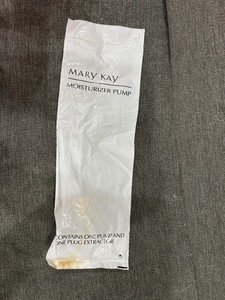 MARY KAY
MOISTURIZER PUMP
CONTAINS ONE PUMP AND
ONE PLUG EXTRACTOR